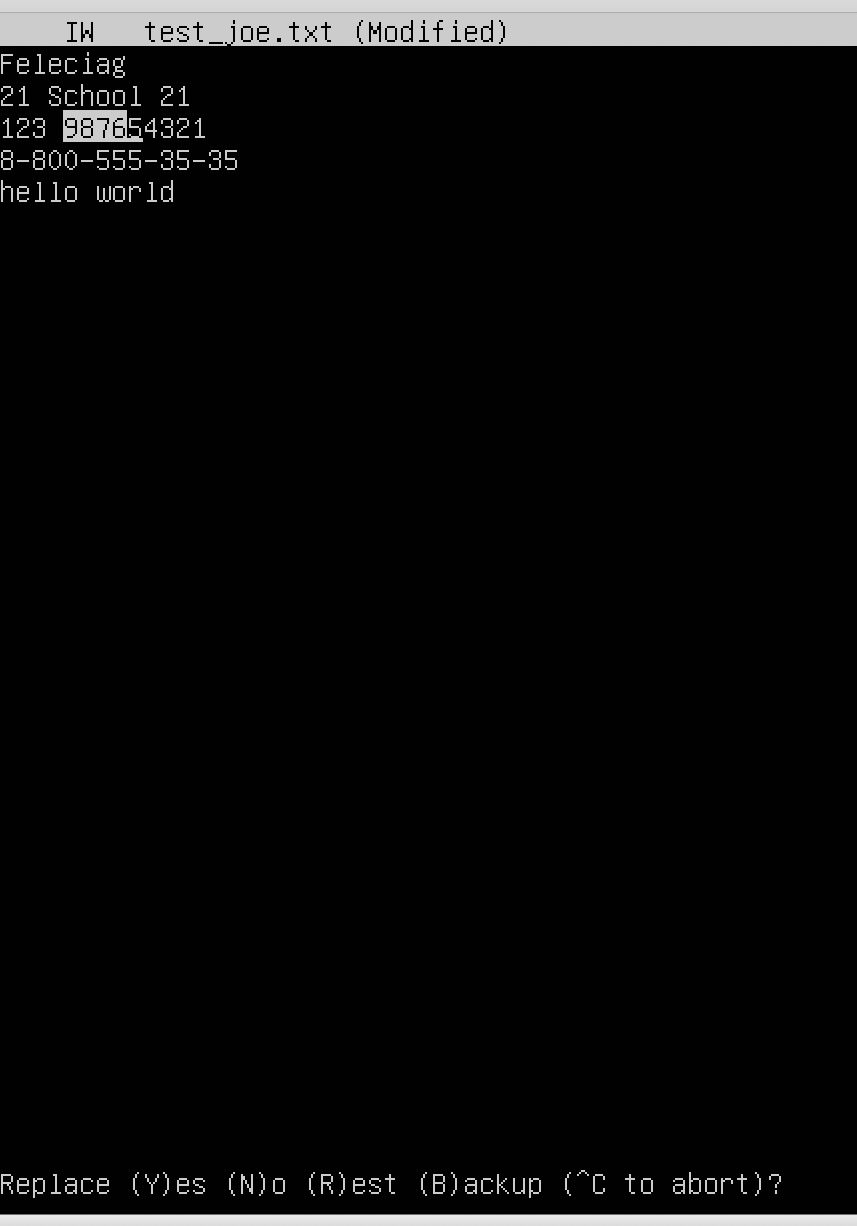 IW test_joe.txt (Modified)
Feleciag
21 School 21
123 987654321
8-800-555-35-35
hello world
Replace (Y)es (N)o (R)est (B)ackup (^C to abort)?